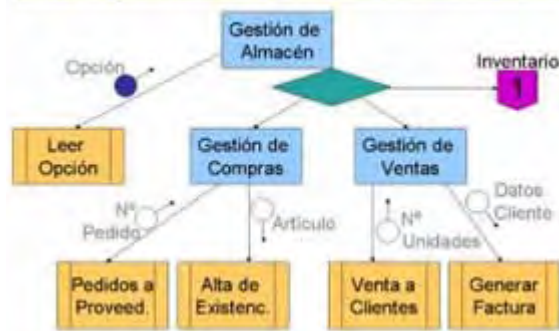 Gestión de
Almacén
Opción
Inventario
1
Leer
Opción
Gestión de
Compras
Gestión de
Ventas
Nº
Pedido
Artículo
Nº
Unidades
Datos
Cliente
Pedidos a
Proveed.
Alta de
Existenc.
Venta a
Clientes
Generar
Factura